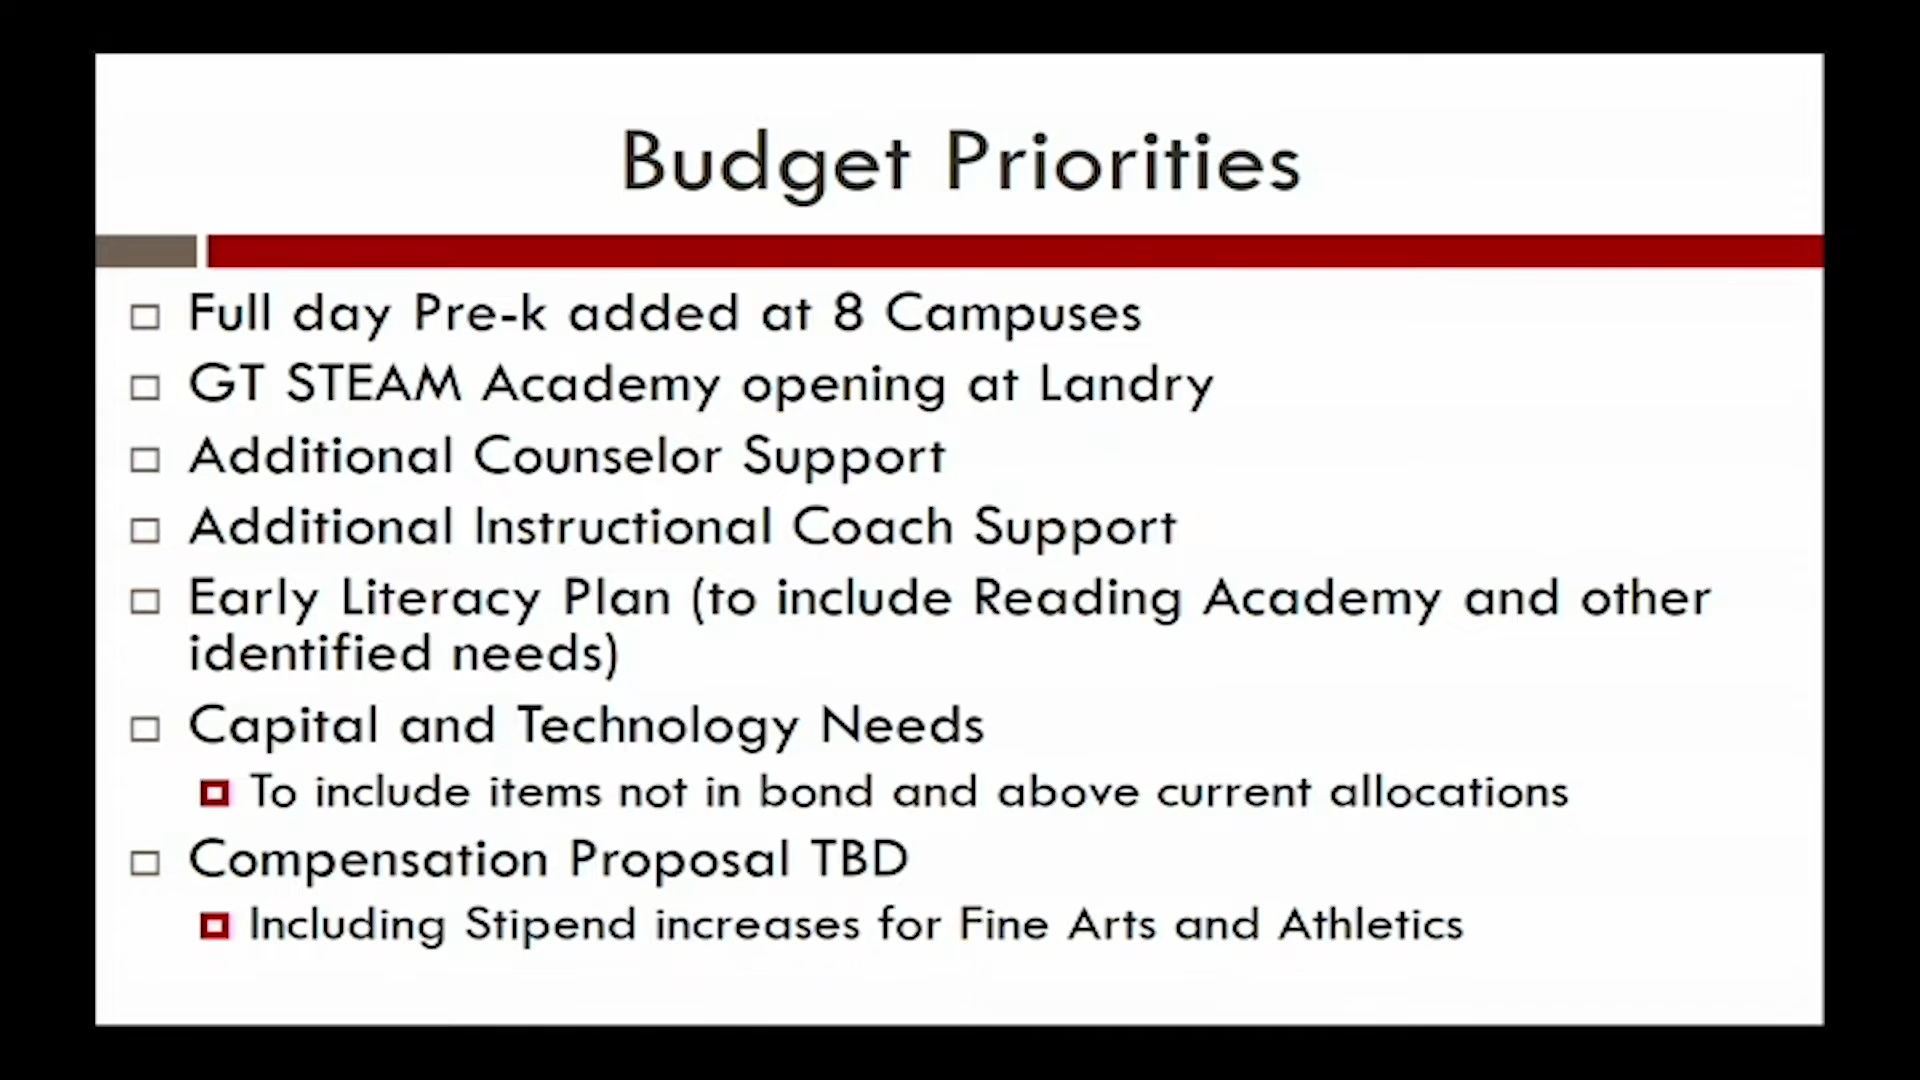 Budget Priorities
Full day Pre-k added at 8 Campuses
GT STEAM Academy opening at Landry
Additional Counselor Support
Additional Instructional Coach Support
Early Literacy Plan (to include Reading Academy and other
identified needs)
Capital and Technology Needs
To include items not in bond and above current allocations
Compensation Proposal TBD
Including Stipend increases for Fine Arts and Athletics